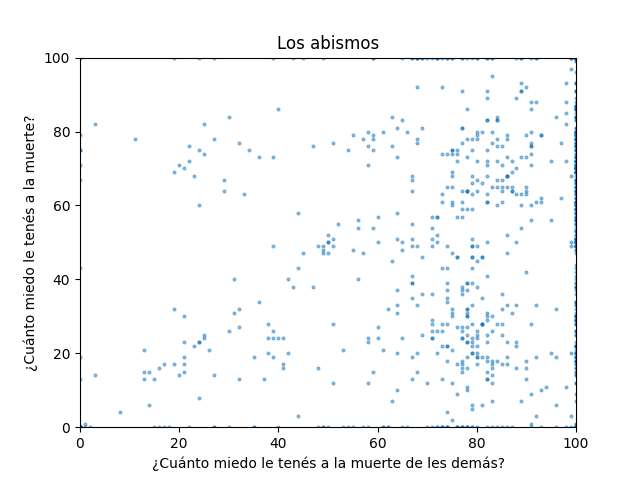 Los abismos
100
80
60
40
20
0
¿Cuánto miedo le tenés a la muerte?
0 20 40 60 80 100
¿Cuánto miedo le tenés a la muerte de les demás?